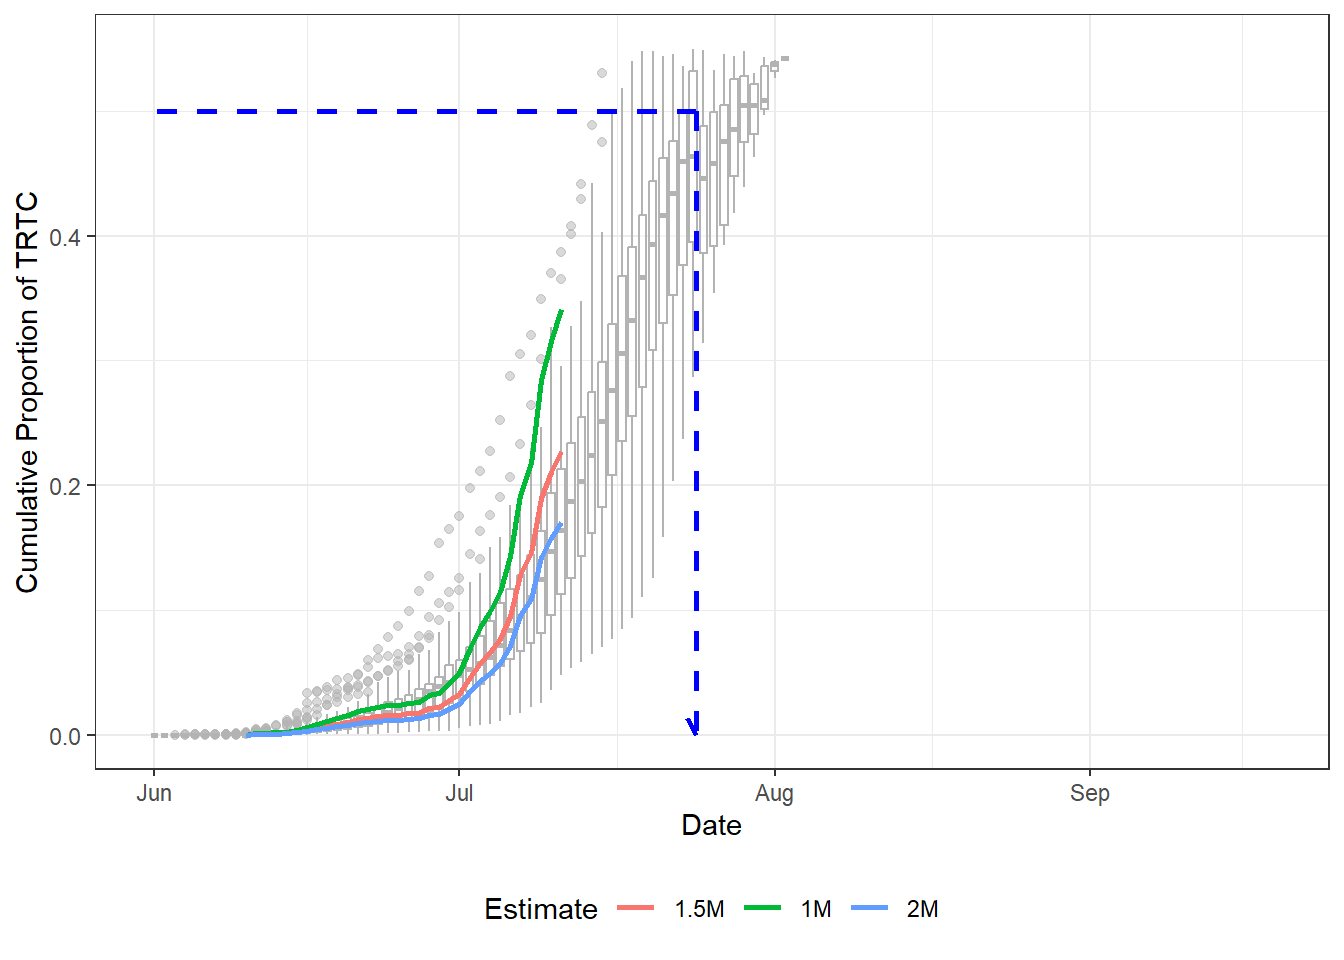 Cumulative Proportion of TRTC
0.4
0.2
0.0
Jun Jul Aug Sep
Date
Estimate 1.5M 1M 2M